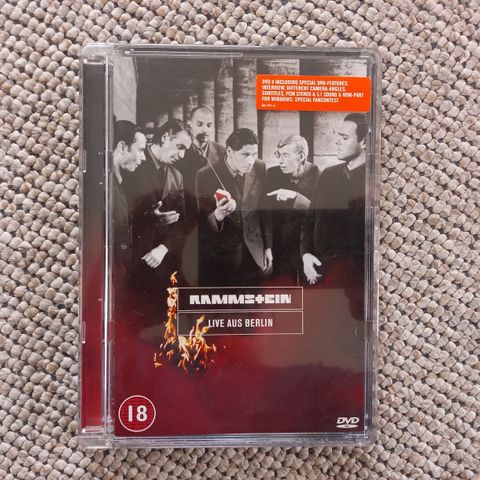 DVD 9 INCLUDING SPECIAL DVD-FEATURES:
INTERVIEW, DIFFERENT CAMERA-ANGLES,
SUBTITLES, PCM STEREO & 5.1 SOUND & ROM-PART
FOR WINDOWS: SPECIAL FANCONTEST
RAMMSTEIN
LIVE AUS BERLIN
18
DVD